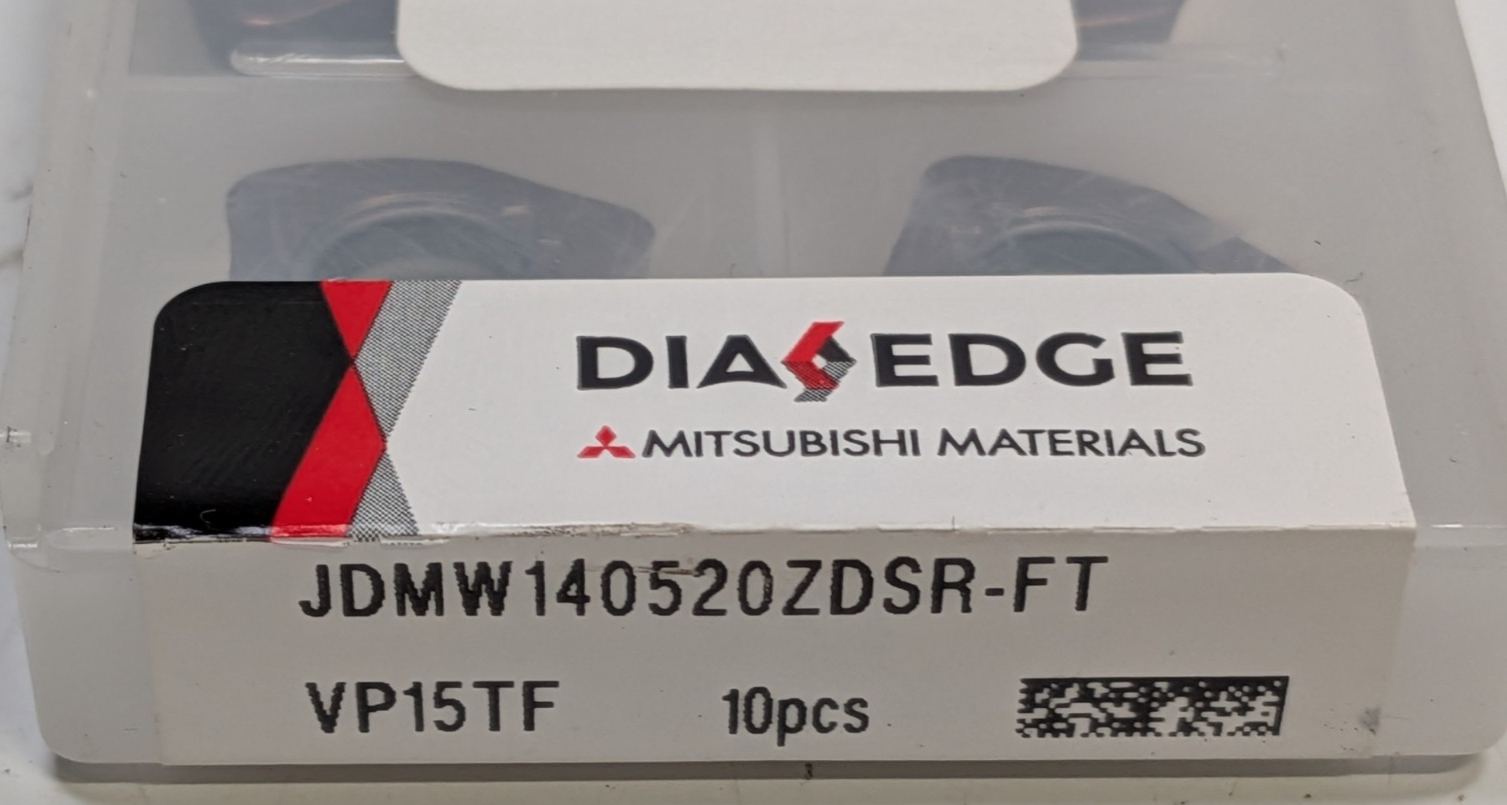 DIAEDGE
MITSUBISHI MATERIALS
JDMW140520ZDSR-FT
VP15TF 10pcs